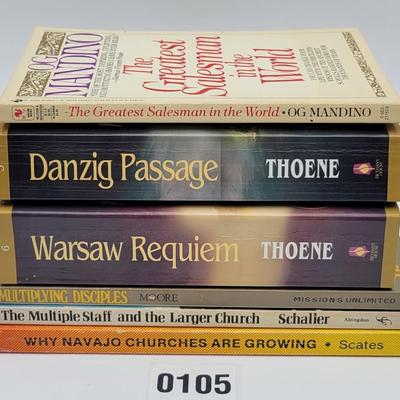 OG
MANDINO
The
Greatest
Salesman
in the
World
The Greatest Salesman in the World • OG MANDINO
5
Danzig Passage THOENE
6
Warsaw Requiem THOENE
MULTIPLYING DISCIPLES MOORE MISSIONS UNLIMITED
The Multiple Staff and the Larger Church Schaller Abingdon
WHY NAVAJO CHURCHES ARE GROWING • Scates
0105